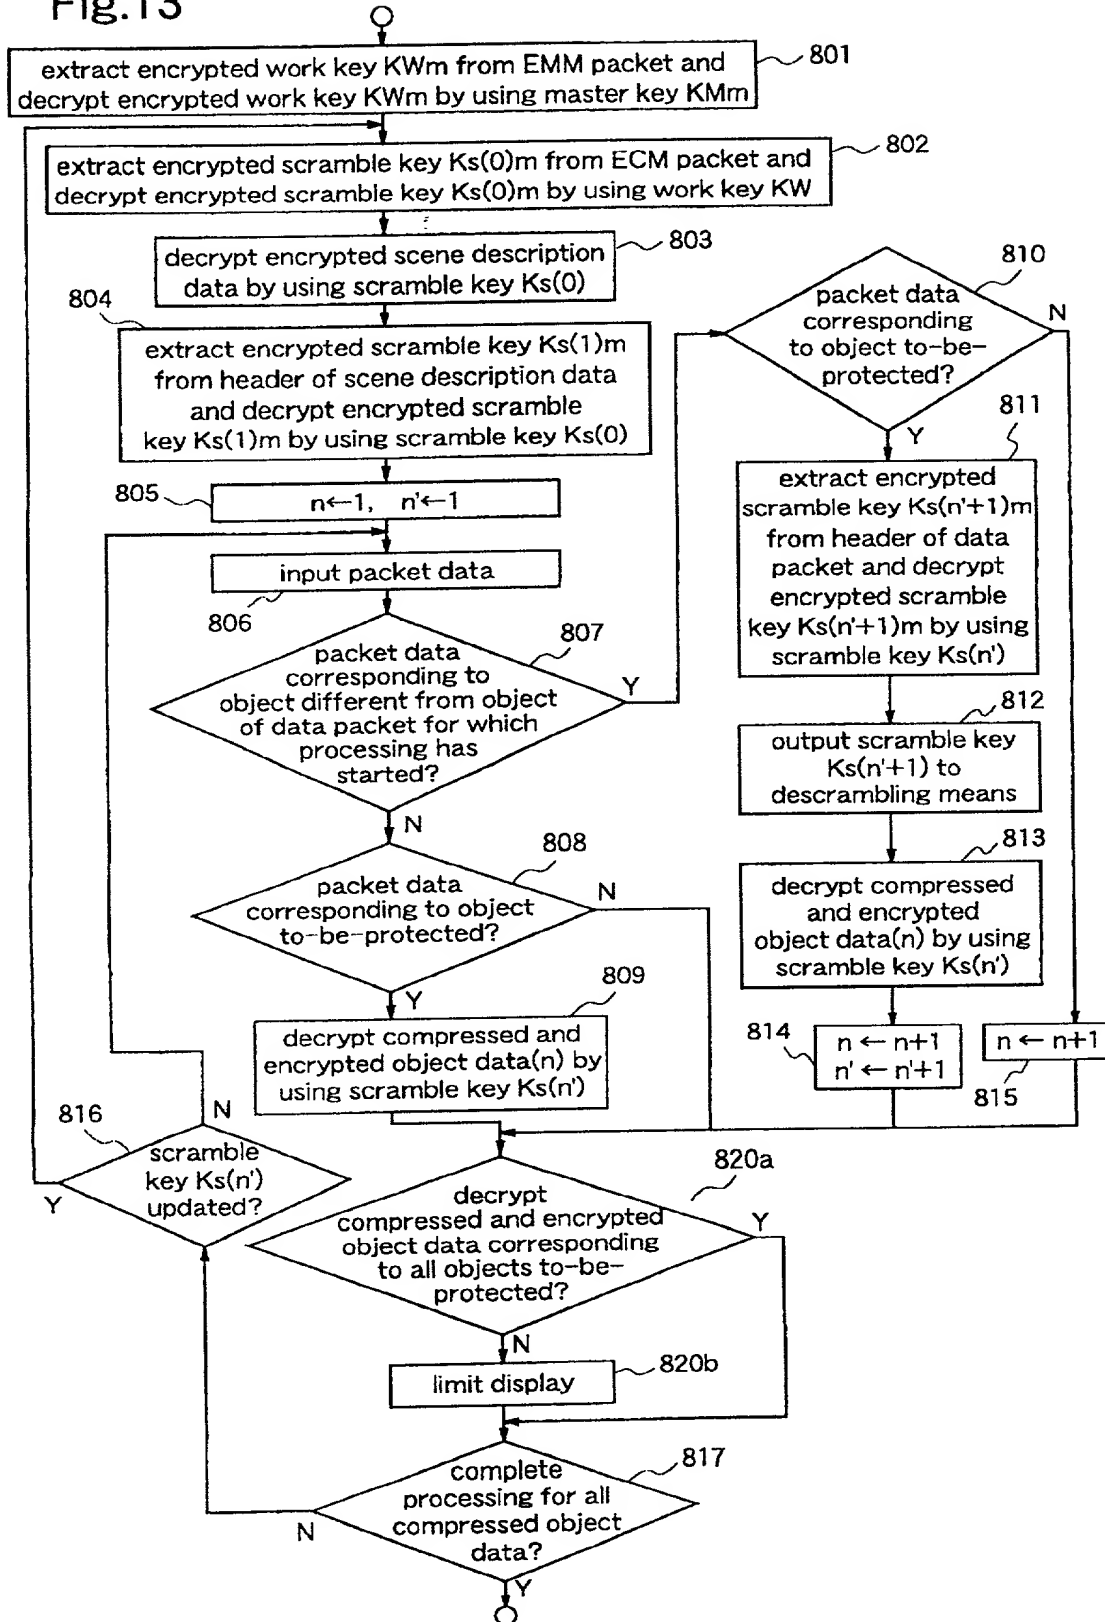 Fig.13
801
extract encrypted work key KWm from EMM packet and
decrypt encrypted work key KWm by using master key KMm
802
extract encrypted scramble key Ks(0)m from ECM packet and
decrypt encrypted scramble key Ks(0)m by using work key KW
803
decrypt encrypted scene description
data by using scramble key Ks(0)
804
extract encrypted scramble key Ks(1)m
from header of scene description data
and decrypt encrypted scramble
key Ks(1)m by using scramble key Ks(0)
805
n←1, n'←1
input packet data
806
807
packet data
corresponding to
object different from object
of data packet for which
processing has
started?
Y
N
808
packet data
corresponding to object
to-be-protected?
N
Y
809
decrypt compressed and
encrypted object data(n) by
using scramble key Ks(n')
810
packet data
corresponding
to object to-be-
protected?
N
Y
811
extract encrypted
scramble key Ks(n'+1)m
from header of data
packet and decrypt
encrypted scramble
key Ks(n'+1)m by using
scramble key Ks(n')
812
output scramble key
Ks(n'+1) to
descrambling means
813
decrypt compressed
and encrypted
object data(n) by using
scramble key Ks(n')
814
n ← n+1
n' ← n'+1
n ← n+1
815
816
N
scramble
key Ks(n')
updated?
Y
820a
decrypt
compressed and encrypted
object data corresponding
to all objects to-be-
protected?
Y
N
820b
limit display
817
complete
processing for all
compressed object
data?
N
Y